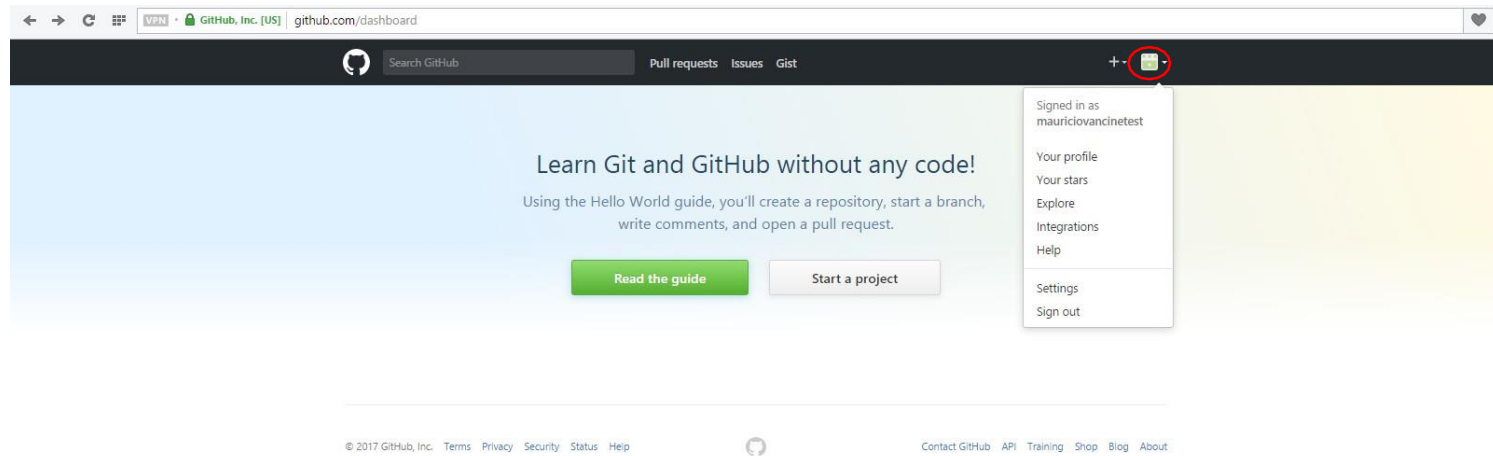 VPN GitHub, Inc. [US] github.com/dashboard
Search GitHub Pull requests Issues Gist
Signed in as
mauriciovancinetest
Your profile
Your stars
Explore
Integrations
Help
Settings
Sign out
Learn Git and GitHub without any code!
Using the Hello World guide, you'll create a repository, start a branch,
write comments, and open a pull request.
Read the guide Start a project
© 2017 GitHub, Inc. Terms Privacy Security Status Help Contact GitHub API Training Shop Blog About